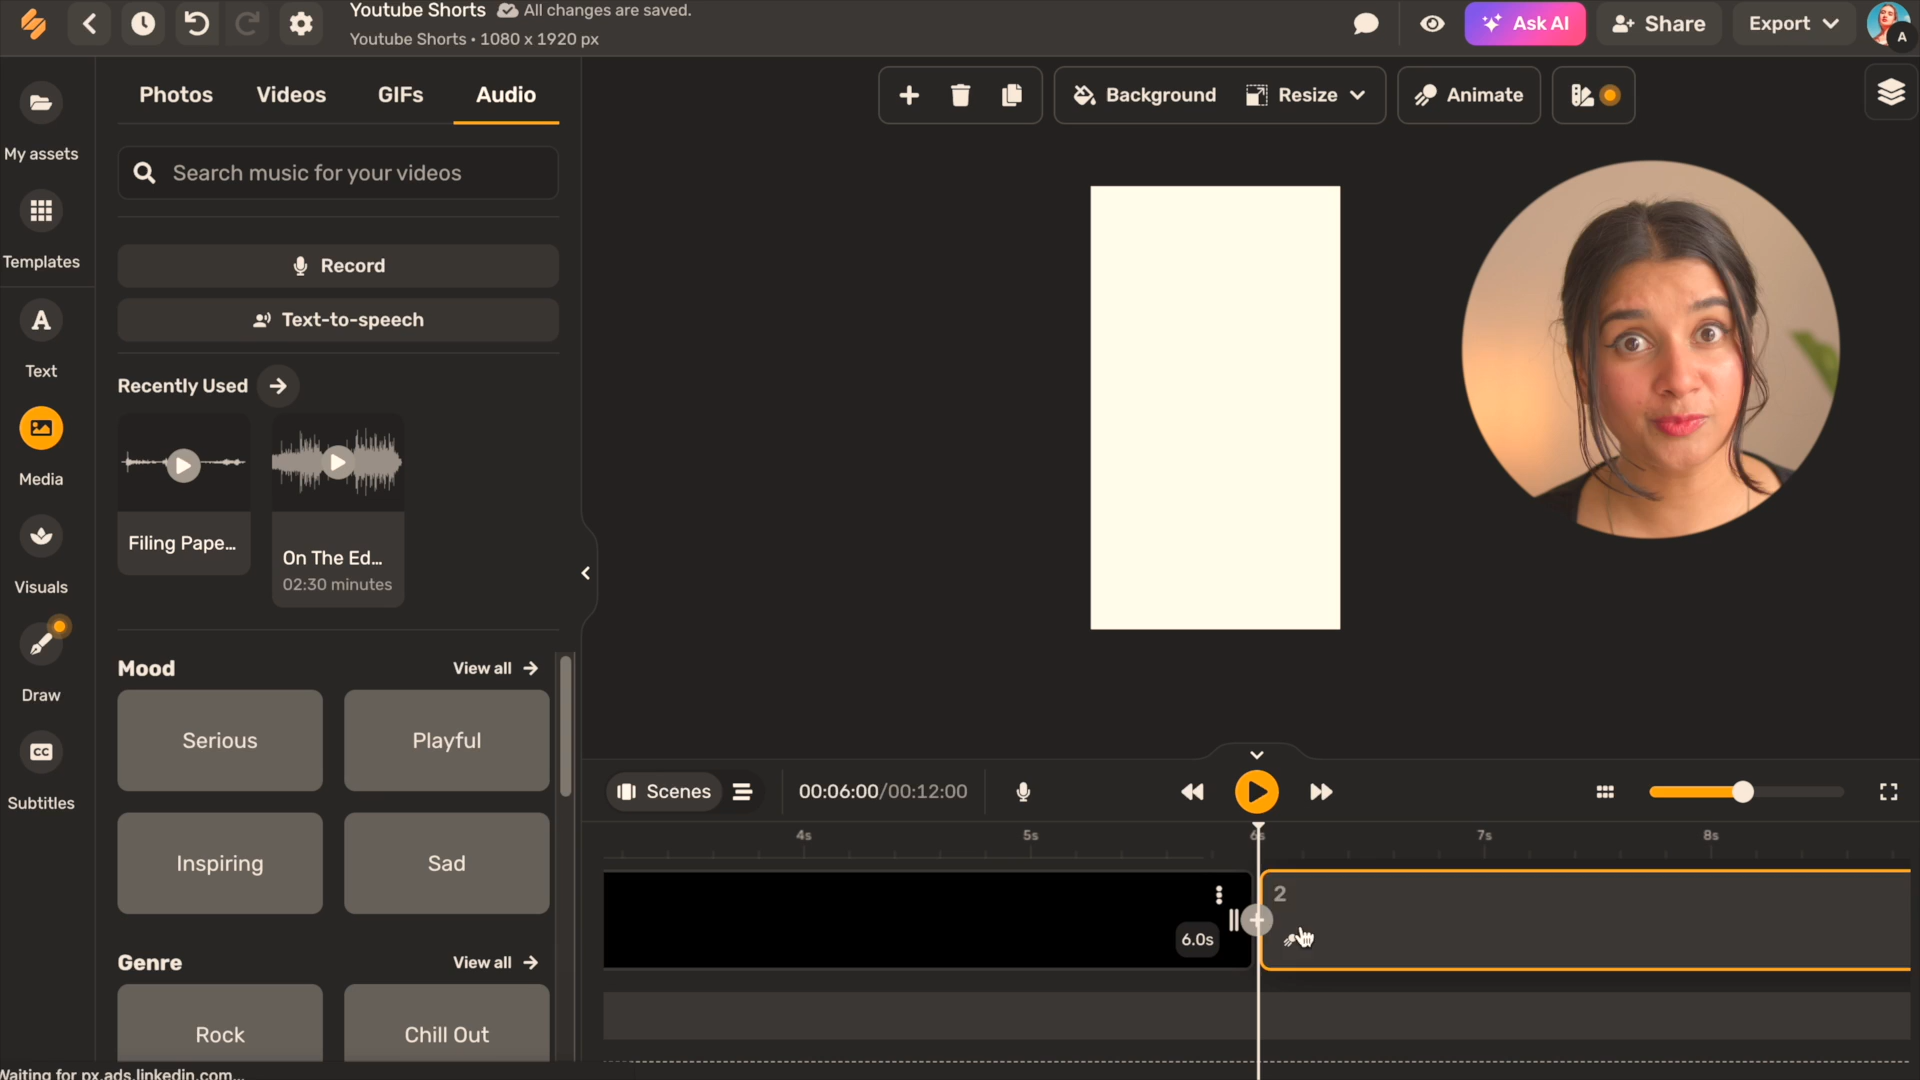 Youtube Shorts All changes are saved.
Youtube Shorts • 1080 x 1920 px
Ask AI
Share
Export
A
My assets
Templates
Text
Media
Visuals
Draw
CC
Subtitles
Photos Videos GIFs Audio
Search music for your videos
Record
Text-to-speech
Recently Used
Filing Pape...
On The Ed...
02:30 minutes
Mood View all
Serious Playful
Inspiring Sad
Genre View all
Rock Chill Out
Background Resize Animate
Scenes 00:06:00/00:12:00
4s 5s 6s 7s 8s
2
6.0s
Waiting for px.ads.linkedin.com...